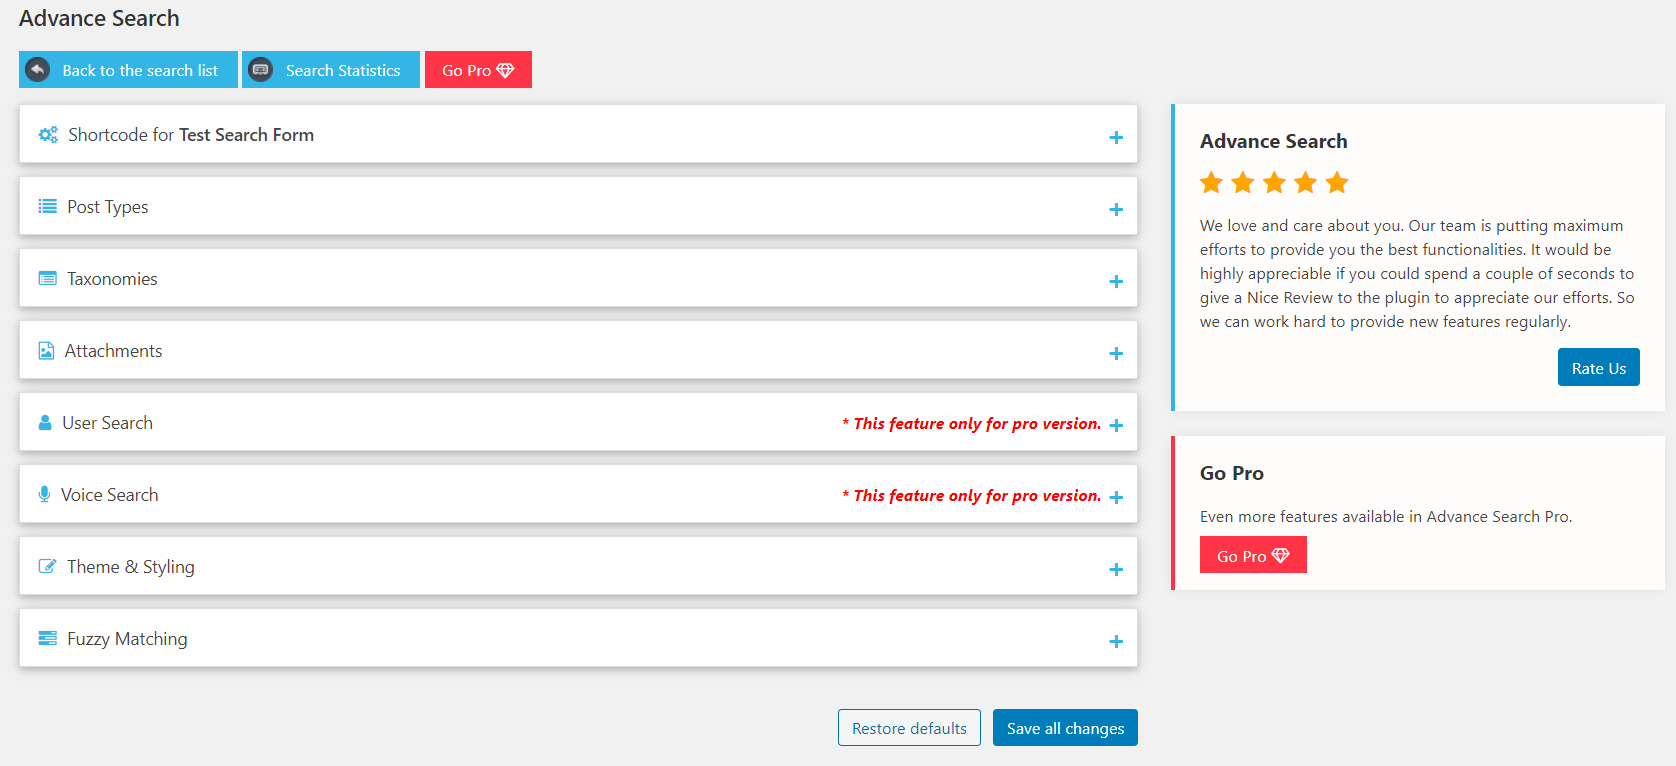 Advance Search
Back to the search list
Search Statistics
Go Pro
Shortcode for Test Search Form
Post Types
Taxonomies
Attachments
User Search
* This feature only for pro version.
Voice Search
* This feature only for pro version.
Theme & Styling
Fuzzy Matching
Restore defaults
Save all changes
Advance Search
We love and care about you. Our team is putting maximum
efforts to provide you the best functionalities. It would be
highly appreciable if you could spend a couple of seconds to
give a Nice Review to the plugin to appreciate our efforts. So
we can work hard to provide new features regularly.
Rate Us
Go Pro
Even more features available in Advance Search Pro.
Go Pro